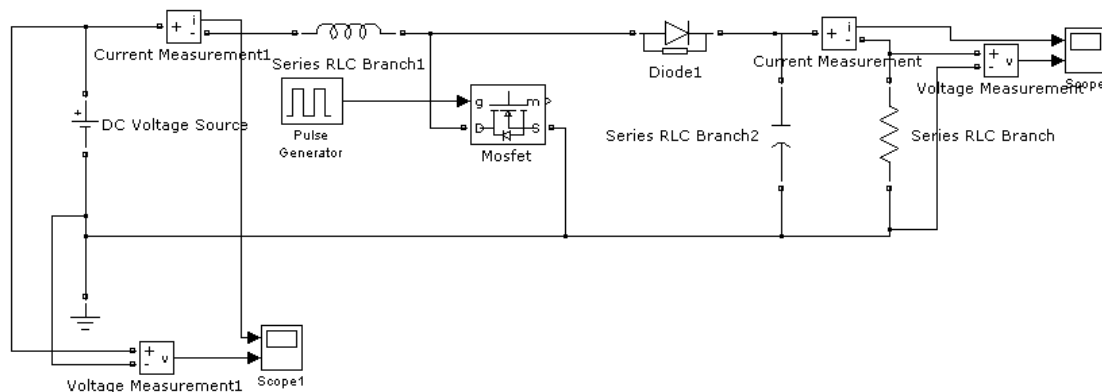 + i -
Current Measurement1
Series RLC Branch1
Diode1
+ i -
Current Measurement
+ - v
Voltage Measurement
Scope
+
DC Voltage Source
Pulse
Generator
g m
D S
Mosfet
Series RLC Branch2
Series RLC Branch
+ - v
Voltage Measurement1
Scope1